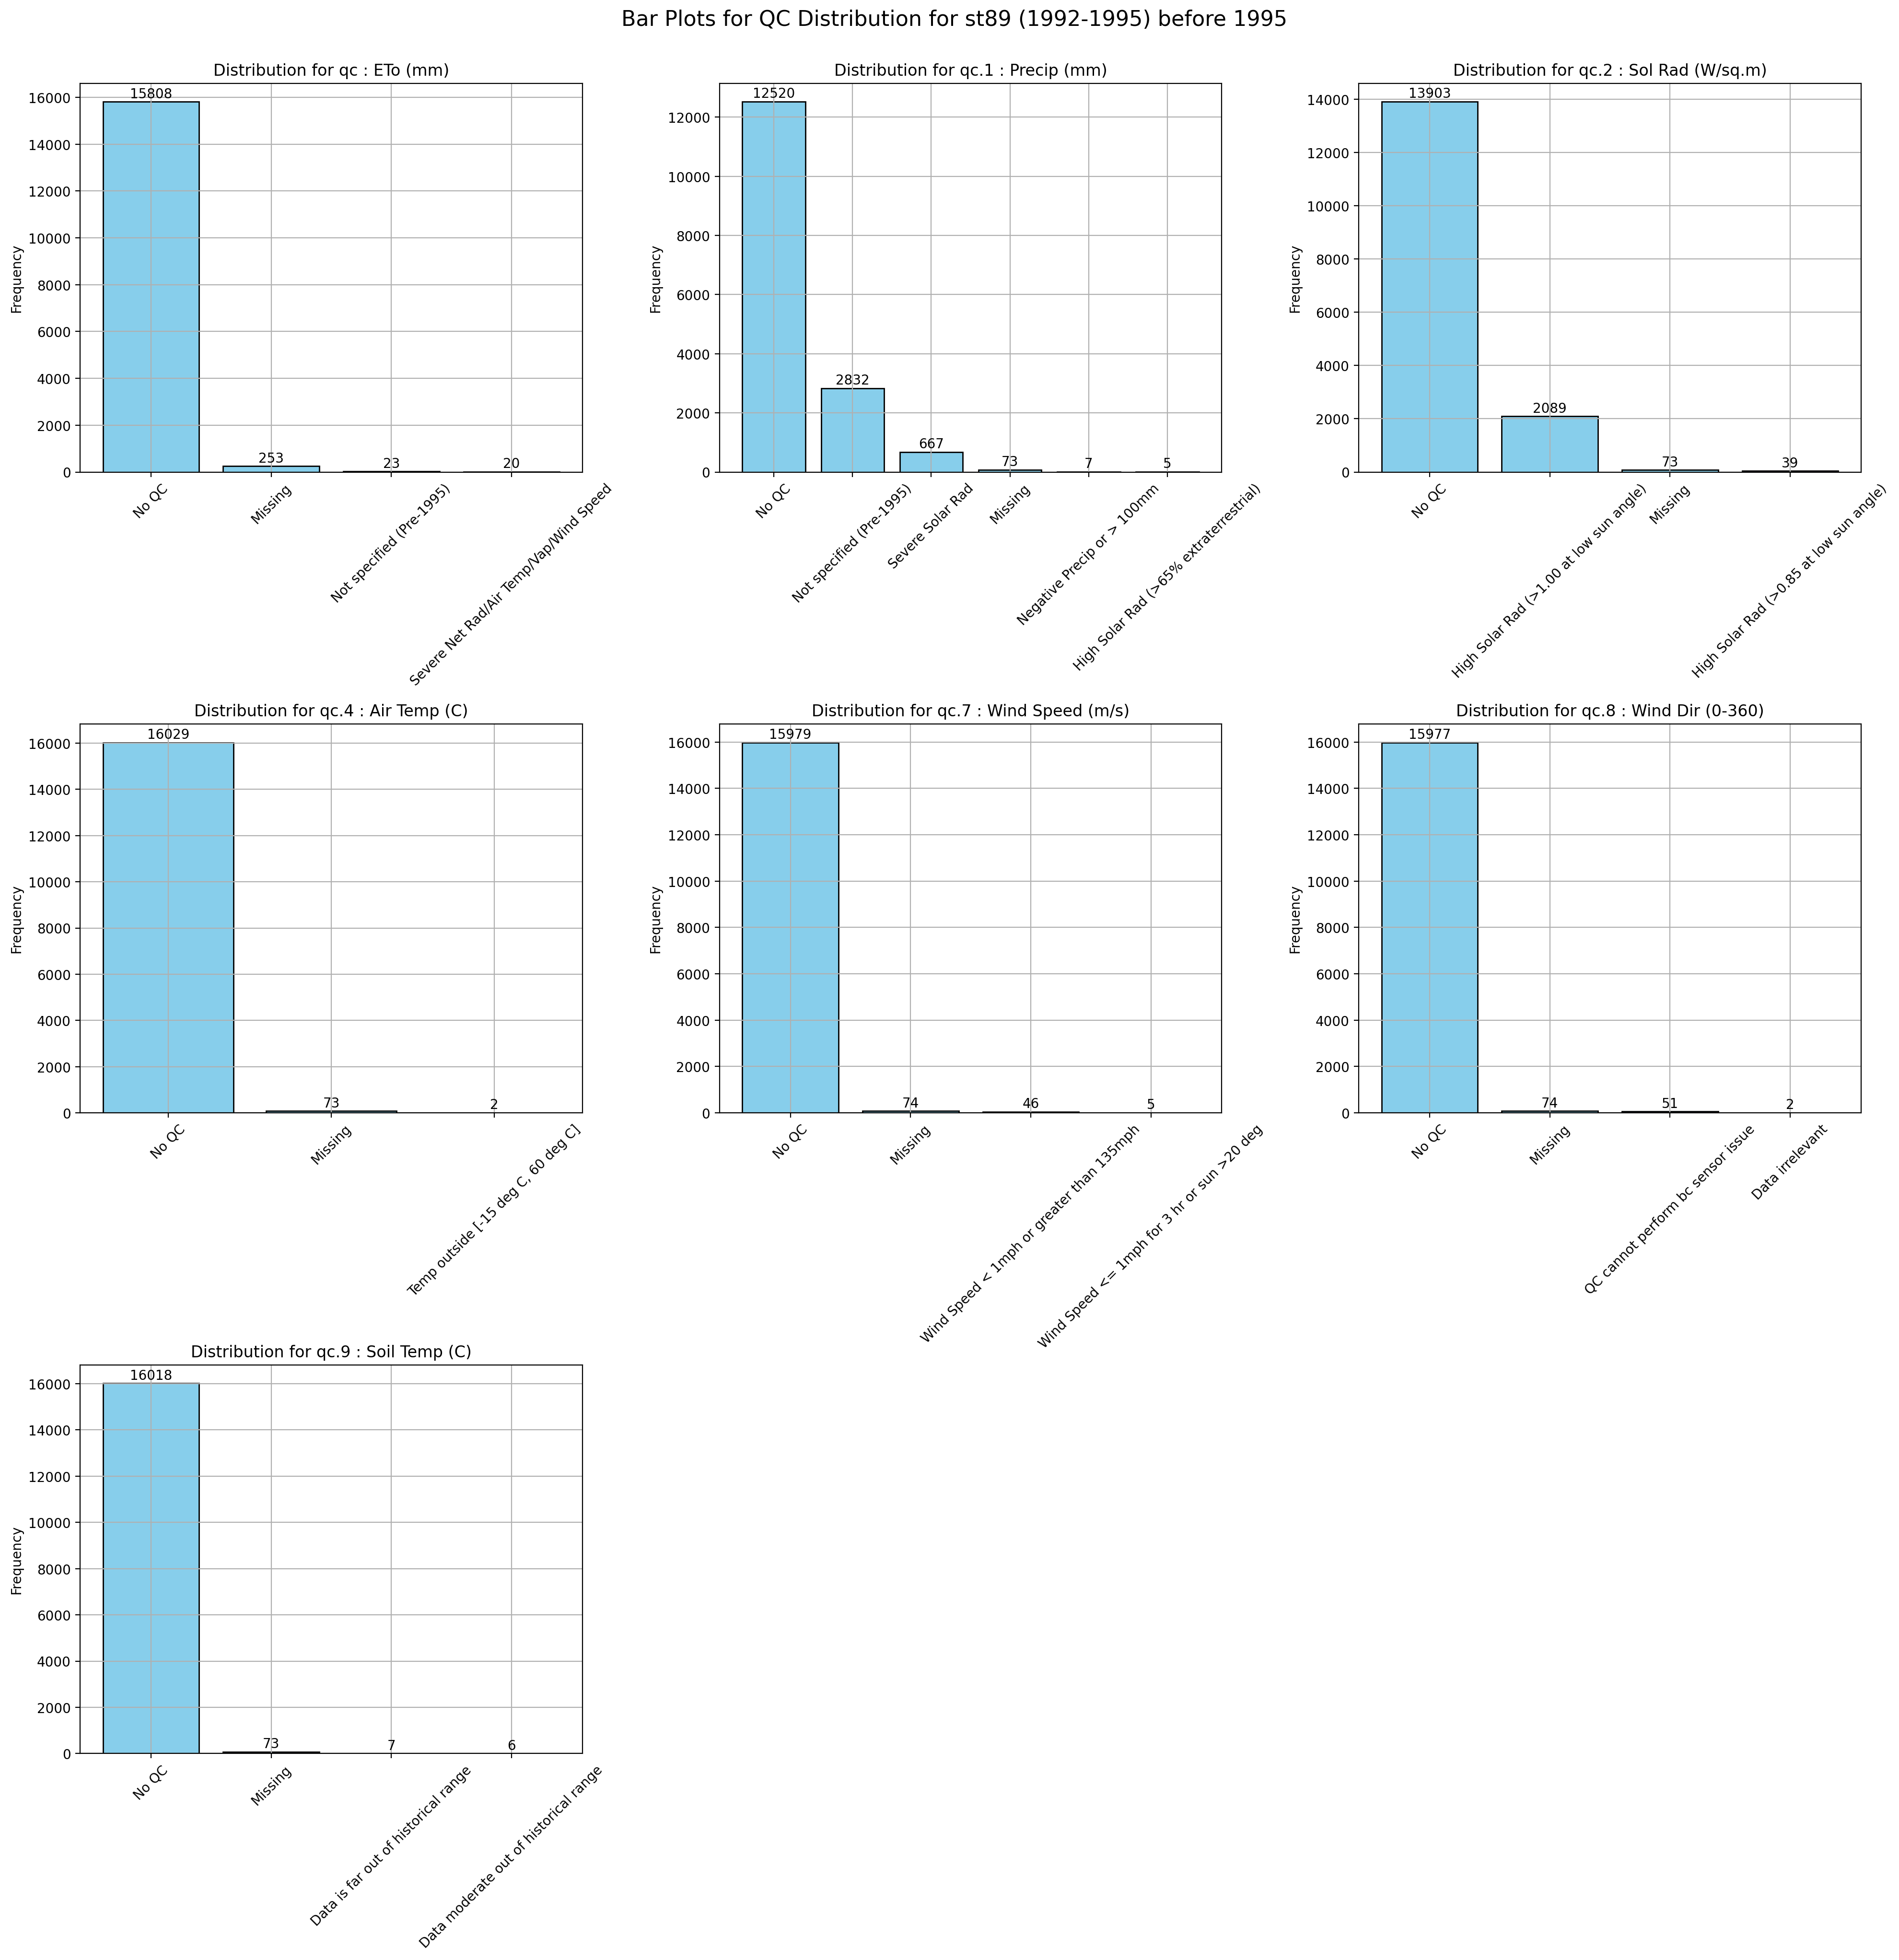 Bar Plots for QC Distribution for st89 (1992-1995) before 1995
Distribution for qc : ETo (mm)
Frequency
16000
14000
12000
10000
8000
6000
4000
2000
0
15808
253
23
20
No QC
Missing
Not specified (Pre-1995)
Severe Net Rad/Air Temp/Vap/Wind Speed
Distribution for qc.1 : Precip (mm)
Frequency
12000
10000
8000
6000
4000
2000
0
12520
2832
667
73
7
5
No QC
Not specified (Pre-1995)
Severe Solar Rad
Missing
Negative Precip or > 100mm
High Solar Rad (>65% extraterrestrial)
Distribution for qc.2 : Sol Rad (W/sq.m)
Frequency
14000
12000
10000
8000
6000
4000
2000
0
13903
2089
73
39
No QC
High Solar Rad (>1.00 at low sun angle)
Missing
High Solar Rad (>0.85 at low sun angle)
Distribution for qc.4 : Air Temp (C)
Frequency
16000
14000
12000
10000
8000
6000
4000
2000
0
16029
73
2
No QC
Missing
Temp outside [-15 deg C, 60 deg C]
Distribution for qc.7 : Wind Speed (m/s)
Frequency
16000
14000
12000
10000
8000
6000
4000
2000
0
15979
74
46
5
No QC
Missing
Wind Speed < 1mph or greater than 135mph
Wind Speed <= 1mph for 3 hr or sun >20 deg
Distribution for qc.8 : Wind Dir (0-360)
Frequency
16000
14000
12000
10000
8000
6000
4000
2000
0
15977
74
51
2
No QC
Missing
QC cannot perform bc sensor issue
Data irrelevant
Distribution for qc.9 : Soil Temp (C)
Frequency
16000
14000
12000
10000
8000
6000
4000
2000
0
16018
73
7
6
No QC
Missing
Data is far out of historical range
Data moderate out of historical range